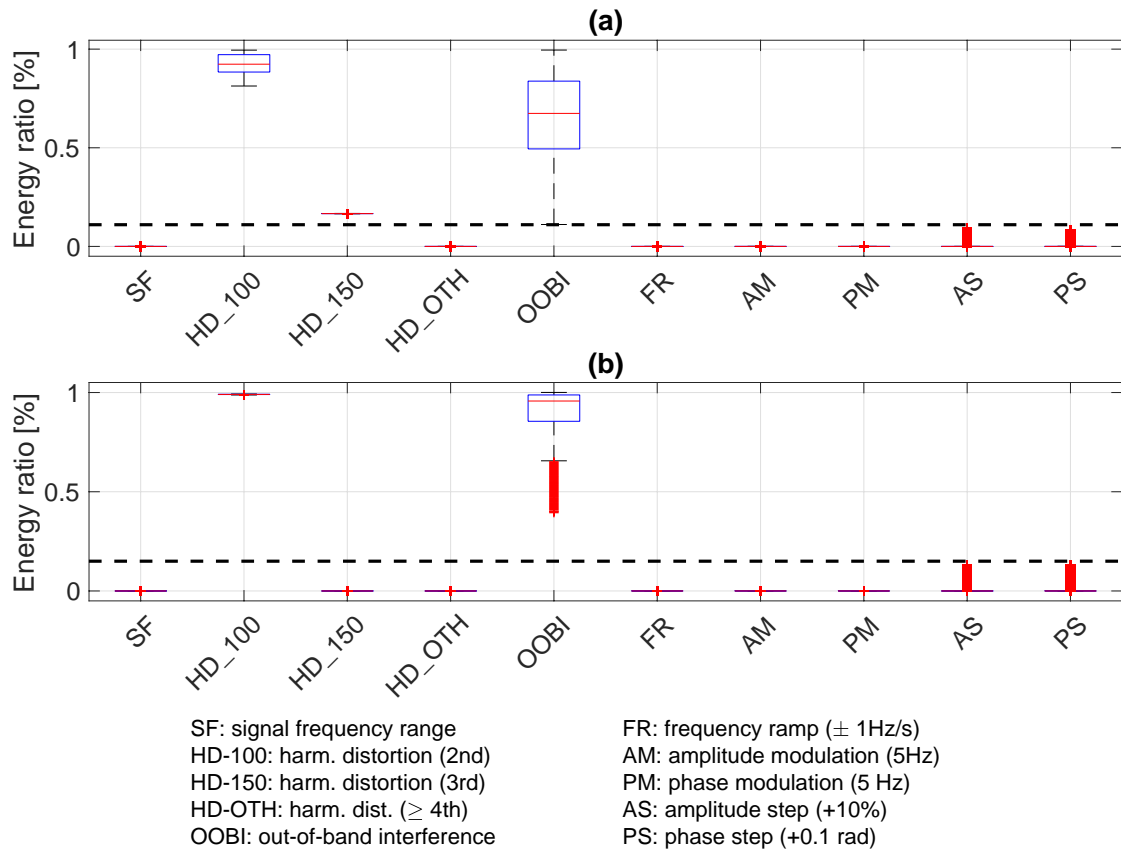 (a)
Energy ratio [%]
1
0.5
0
SF
HD_100
HD_150
HD_OTH
OOBI
FR
AM
PM
AS
PS
(b)
Energy ratio [%]
1
0.5
0
SF
HD_100
HD_150
HD_OTH
OOBI
FR
AM
PM
AS
PS
SF: signal frequency range
HD-100: harm. distortion (2nd)
HD-150: harm. distortion (3rd)
HD-OTH: harm. dist. (≥ 4th)
OOBI: out-of-band interference
FR: frequency ramp (± 1Hz/s)
AM: amplitude modulation (5Hz)
PM: phase modulation (5 Hz)
AS: amplitude step (+10%)
PS: phase step (+0.1 rad)